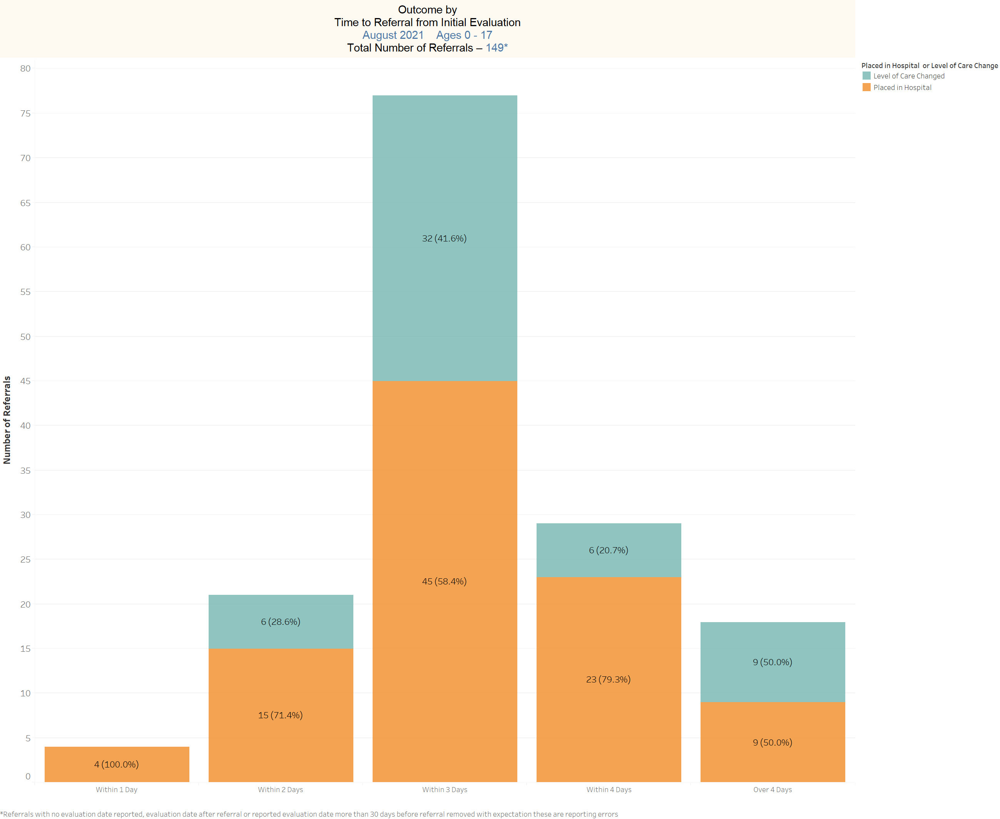 Outcome by
Time to Referral from Initial Evaluation
August 2021 Ages 0 - 17
Total Number of Referrals – 149*
Placed in Hospital or Level of Care Change
Level of Care Changed
Placed in Hospital
Number of Referrals
80
75
70
65
60
55
50
45
40
35
30
25
20
15
10
5
0
4 (100.0%)
6 (28.6%)
15 (71.4%)
32 (41.6%)
45 (58.4%)
6 (20.7%)
23 (79.3%)
9 (50.0%)
9 (50.0%)
Within 1 Day
Within 2 Days
Within 3 Days
Within 4 Days
Over 4 Days
*Referrals with no evaluation date reported, evaluation date after referral or reported evaluation date more than 30 days before referral removed with expectation these are reporting errors